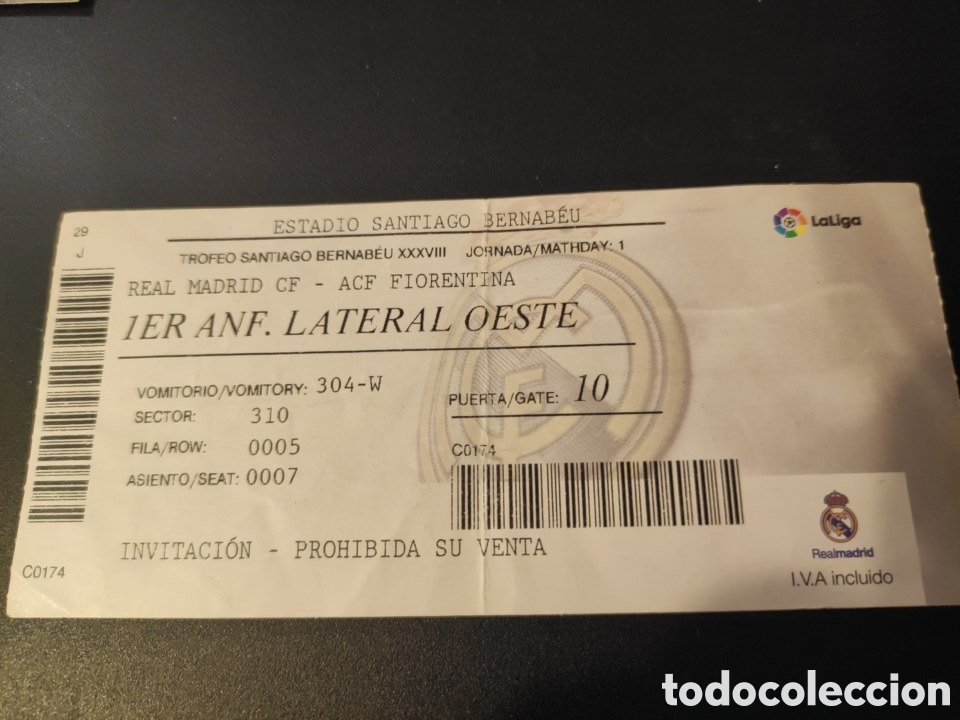 29
J
ESTADIO SANTIAGO BERNABÉU
LaLiga
TROFEO SANTIAGO BERNABÉU XXXVIII JORNADA/MATHDAY: 1
REAL MADRID CF - ACF FIORENTINA
1ER ANF. LATERAL OESTE
VOMITORIO/VOMITORY: 304-W
PUERTA/GATE: 10
SECTOR: 310
FILA/ROW: 0005
C0174
ASIENTO/SEAT: 0007
INVITACIÓN - PROHIBIDA SU VENTA
Realmadrid
C0174
I.V.A incluido
todocoleccion